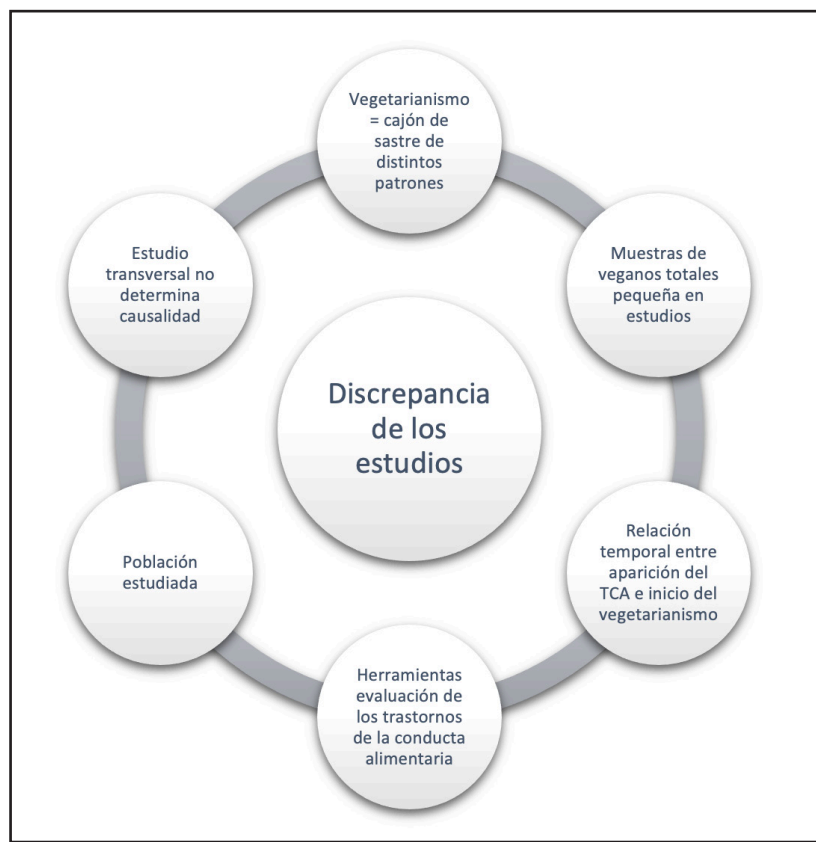 Vegetarianismo
= cajón de
sastre de
distintos
patrones
Muestras de
veganos totales
pequeña en
estudios
Relación
temporal entre
aparición del
TCA e inicio del
vegetarianismo
Herramientas
evaluación de
los trastornos
de la conducta
alimentaria
Población
estudiada
Estudio
transversal no
determina
causalidad
Discrepancia
de los
estudios